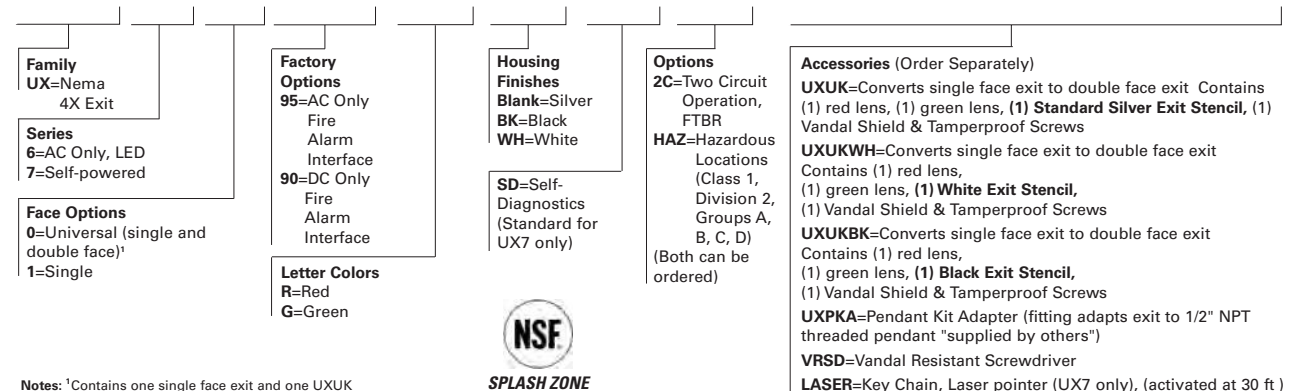 Family
UX=Nema
4X Exit
Series
6=AC Only, LED
7=Self-powered
Face Options
0=Universal (single and
double face)¹
1=Single
Factory
Options
95=AC Only
Fire
Alarm
Interface
90=DC Only
Fire
Alarm
Interface
Letter Colors
R=Red
G=Green
Housing
Finishes
Blank=Silver
BK=Black
WH=White
SD=Self-
Diagnostics
(Standard for
UX7 only)
Options
2C=Two Circuit
Operation,
FTBR
HAZ=Hazardous
Locations
(Class 1,
Division 2,
Groups A,
B, C, D)
(Both can be
ordered)
Accessories (Order Separately)
UXUK=Converts single face exit to double face exit Contains
(1) red lens, (1) green lens, (1) Standard Silver Exit Stencil, (1)
Vandal Shield & Tamperproof Screws
UXUKWH=Converts single face exit to double face exit
Contains (1) red lens,
(1) green lens, (1) White Exit Stencil,
(1) Vandal Shield & Tamperproof Screws
UXUKBK=Converts single face exit to double face exit
Contains (1) red lens,
(1) green lens, (1) Black Exit Stencil,
(1) Vandal Shield & Tamperproof Screws
UXPKA=Pendant Kit Adapter (fitting adapts exit to 1/2" NPT
threaded pendant "supplied by others")
VRSD=Vandal Resistant Screwdriver
LASER=Key Chain, Laser pointer (UX7 only), (activated at 30 ft )
NSF
SPLASH ZONE
Notes: ¹Contains one single face exit and one UXUK